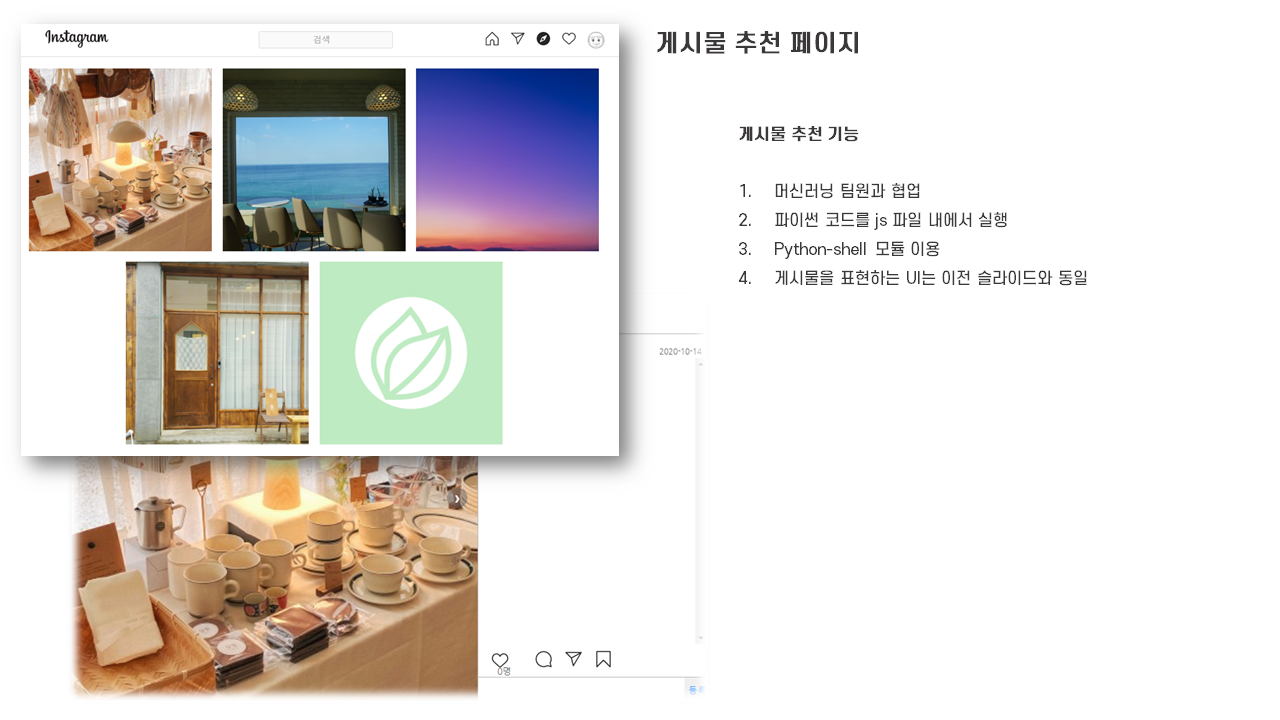 Instagram
검색
게시물 추천 페이지
게시물 추천 기능
1. 머신러닝 팀원과 협업
2. 파이썬 코드를 js 파일 내에서 실행
3. Python-shell 모듈 이용
4. 게시물을 표현하는 UI는 이전 슬라이드와 동일
2020-10-14
0명